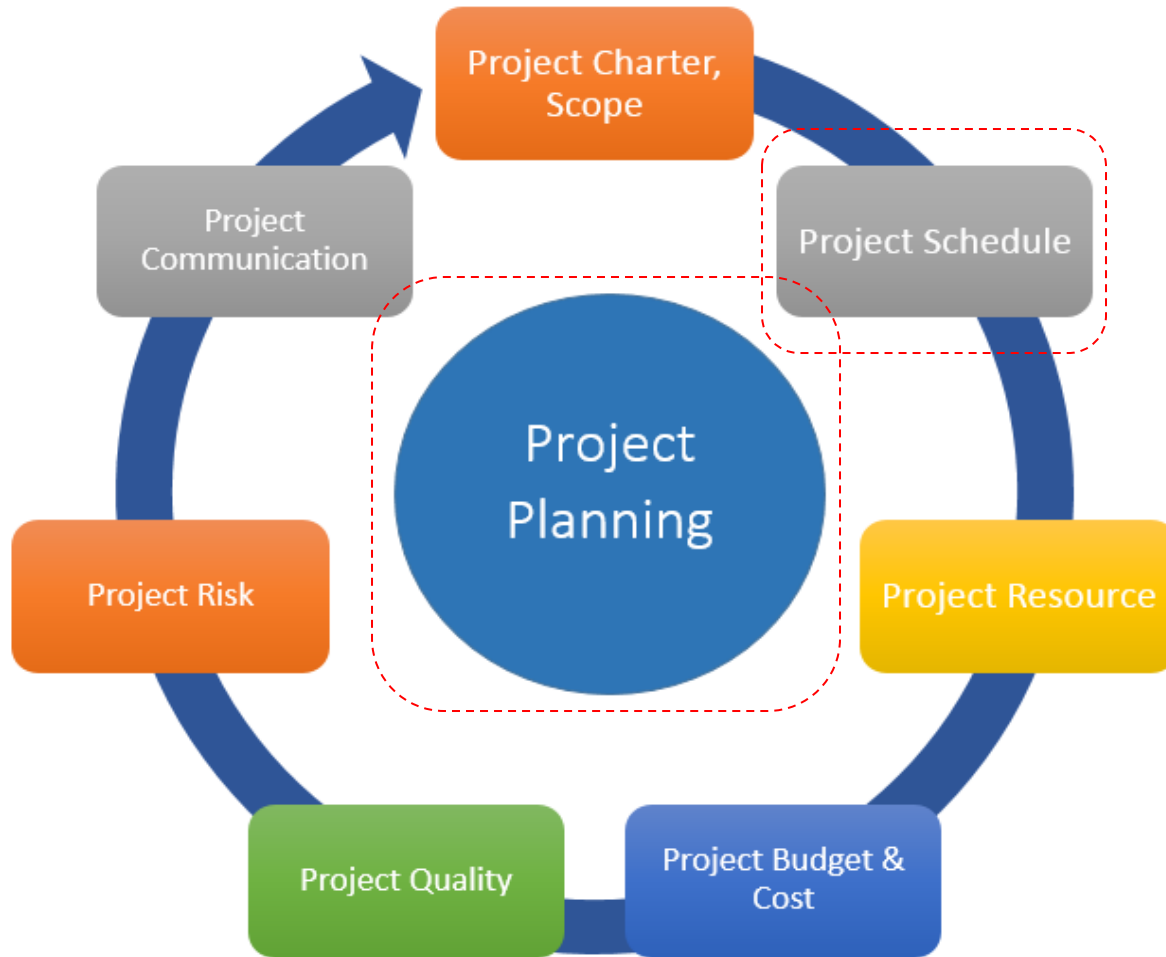 Project Charter,
Scope
Project Schedule
Project Resource
Project Budget &
Cost
Project Quality
Project Risk
Project
Communication
Project
Planning